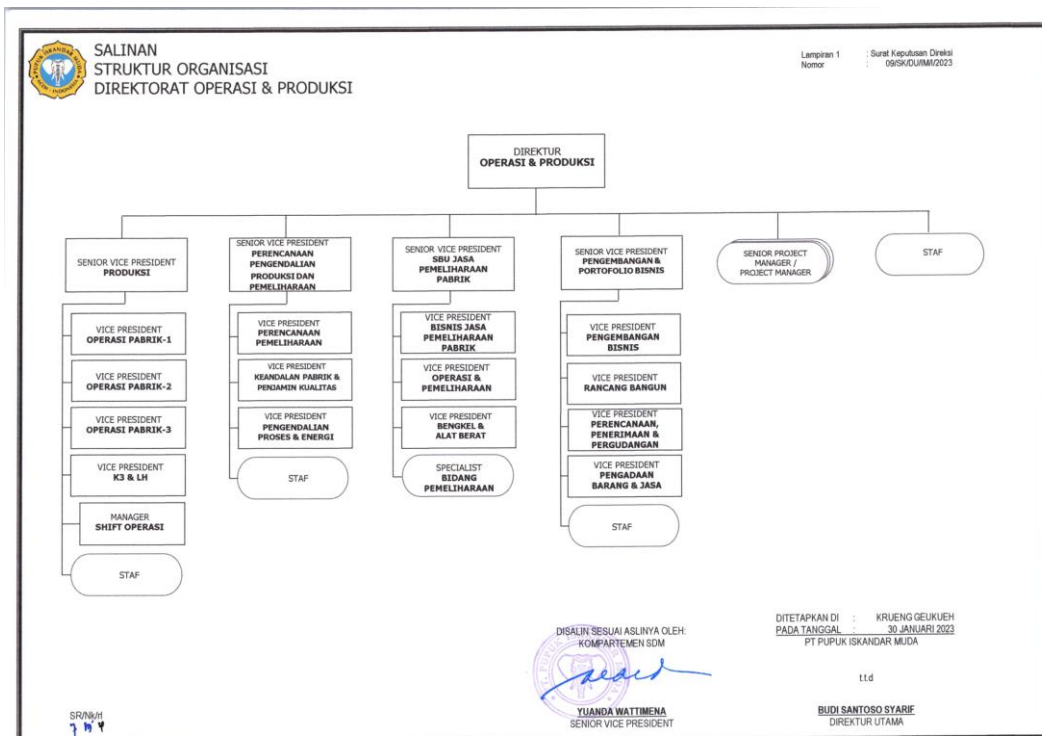 SALINAN
STRUKTUR ORGANISASI
DIREKTORAT OPERASI & PRODUKSI
Lampiran 1 : Surat Keputusan Direksi
Nomor :
DIREKTUR
OPERASI & PRODUKSI
SENIOR VICE PRESIDENT
PRODUKSI
SENIOR VICE PRESIDENT
PERENCANAAN
PENGENDALIAN
PRODUKSI DAN
PEMELIHARAAN
SENIOR VICE PRESIDENT
SBU JASA
PEMELIHARAAN
PABRIK
SENIOR VICE PRESIDENT
PENGEMBANGAN &
PORTOFOLIO BISNIS
SENIOR PROJECT
MANAGER /
PROJECT MANAGER
STAF
VICE PRESIDENT
OPERASI PABRIK-1
VICE PRESIDENT
OPERASI PABRIK-2
VICE PRESIDENT
OPERASI PABRIK-3
VICE PRESIDENT
K3 & LH
MANAGER
SHIFT OPERASI
STAF
VICE PRESIDENT
PERENCANAAN
PEMELIHARAAN
VICE PRESIDENT
KEANDALAN PABRIK &
PENJAMIN KUALITAS
VICE PRESIDENT
PENGENDALIAN
PROSES & ENERGI
STAF
VICE PRESIDENT
BISNIS JASA
PEMELIHARAAN
PABRIK
VICE PRESIDENT
OPERASI &
PEMELIHARAAN
VICE PRESIDENT
BENGKEL &
ALAT BERAT
SPECIALIST
BIDANG
PEMELIHARAAN
VICE PRESIDENT
PENGEMBANGAN
BISNIS
VICE PRESIDENT
RANCANG BANGUN
VICE PRESIDENT
PERENCANAAN,
PENERIMAAN &
PERGUDANGAN
VICE PRESIDENT
PENGADAAN
BARANG & JASA
STAF
DISALIN SESUAI ASLINYA OLEH:
KOMPARTEMEN SDM
YUANDA WATTIMENA
SENIOR VICE PRESIDENT
DITETAPKAN DI : KRUENG GEUKUEH
PADA TANGGAL : 30 JANUARI 2023
PT PUPUK ISKANDAR MUDA
t.t.d
BUDI SANTOSO SYARIF
DIREKTUR UTAMA